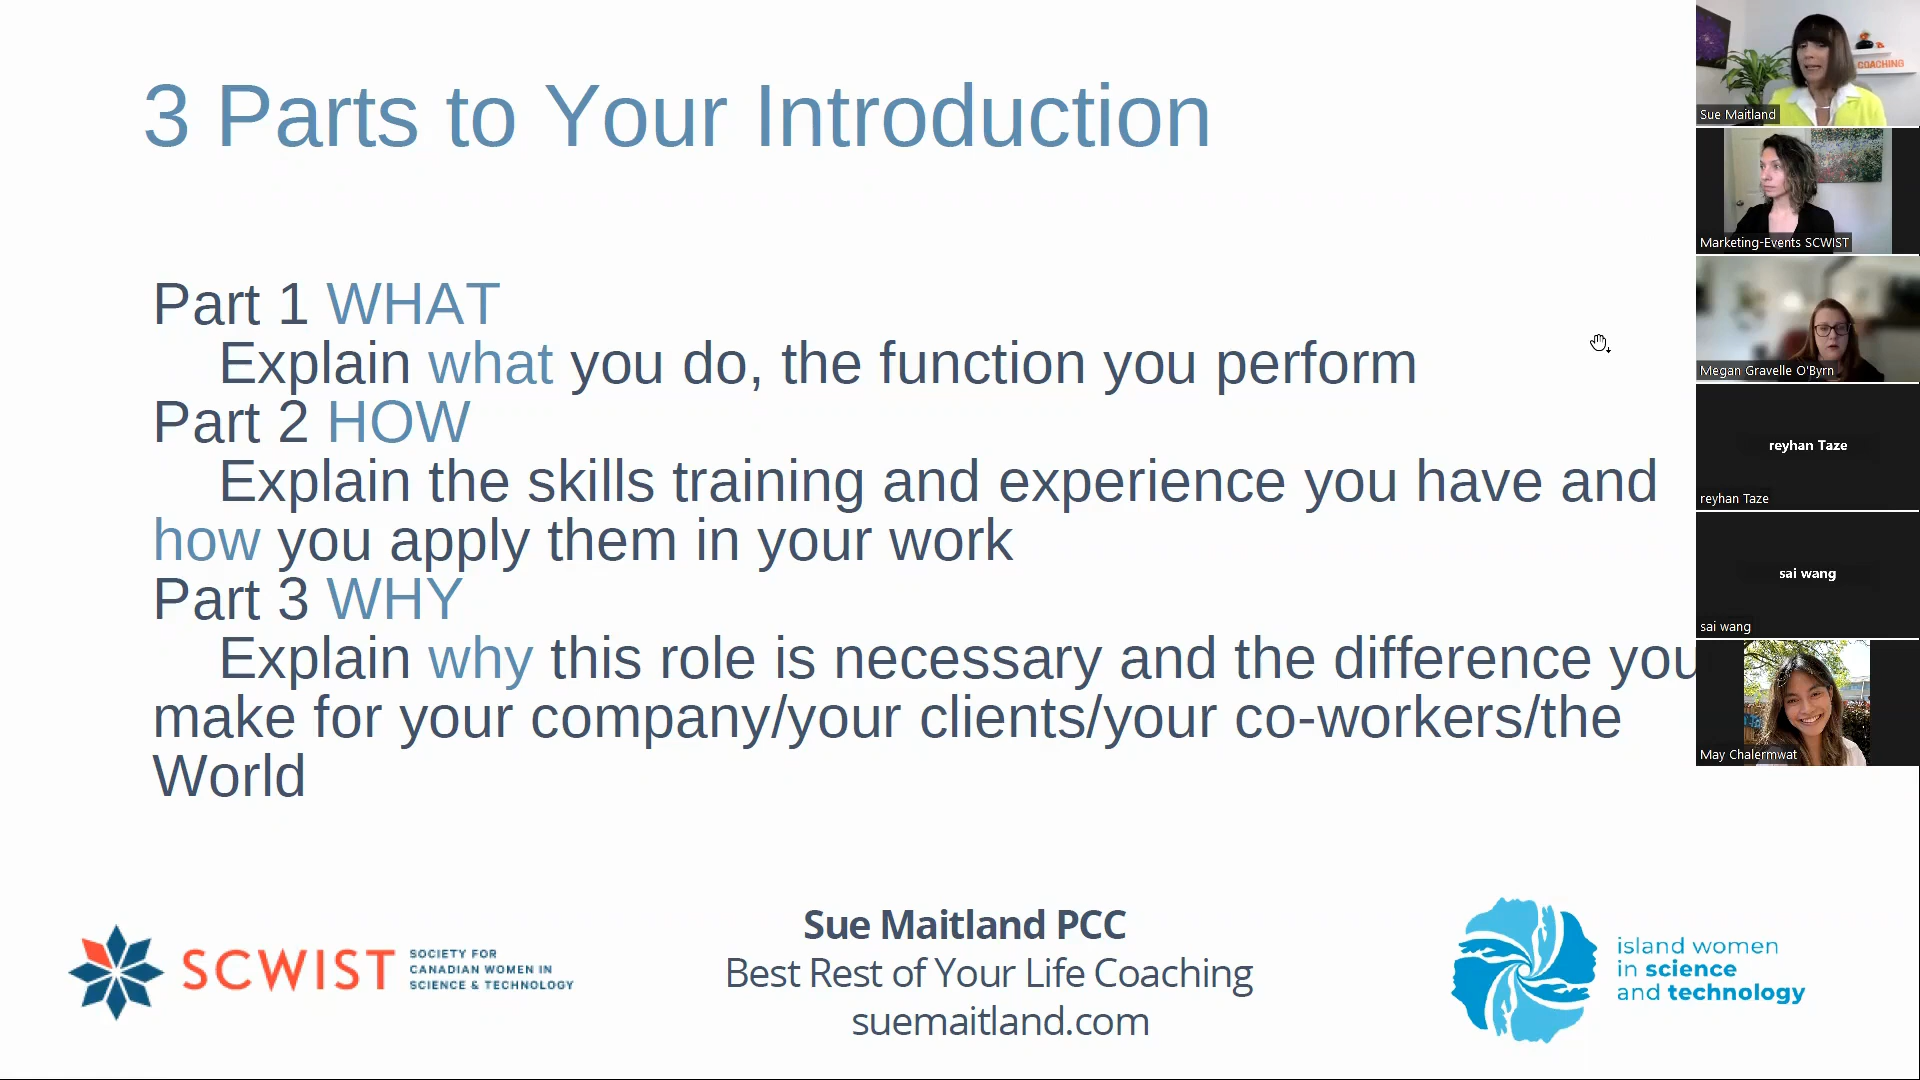 3 Parts to Your Introduction
Part 1 WHAT
Explain what you do, the function you perform
Part 2 HOW
Explain the skills training and experience you have and
how you apply them in your work
Part 3 WHY
Explain why this role is necessary and the difference you
make for your company/your clients/your co-workers/the
World
SCWIST
SOCIETY FOR
CANADIAN WOMEN IN
SCIENCE & TECHNOLOGY
Sue Maitland PCC
Best Rest of Your Life Coaching
suemaitland.com
island women
in science
and technology
COACHING
Sue Maitland
Marketing-Events SCWIST
Megan Gravelle O'Byrn
reyhan Taze
reyhan Taze
sai wang
sai wang
May Chalermwat